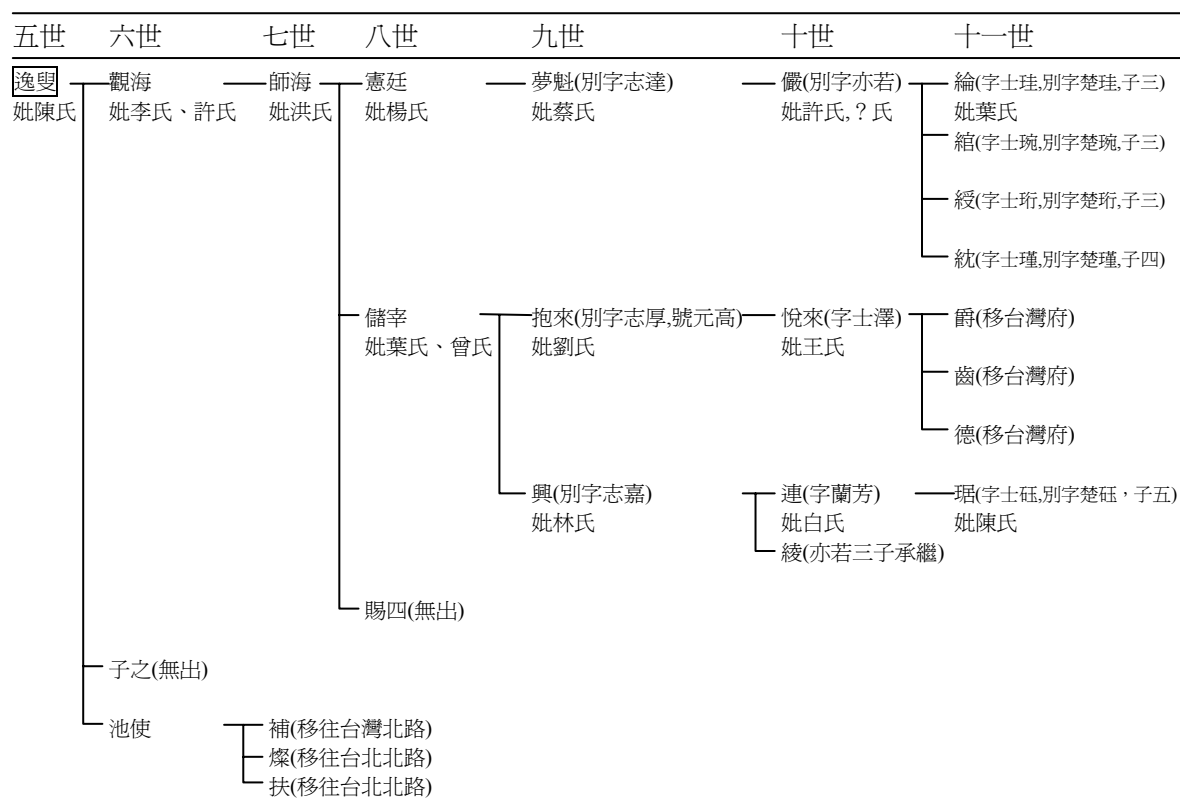 五世 六世 七世 八世 九世 十世 十一世
逸叟 觀海 師海 憲廷 夢魁(別字志達) 儼(別字亦若) 綸(字士珪,別字楚珪,子三)
妣陳氏 妣李氏、許氏 妣洪氏 妣楊氏 妣蔡氏 妣許氏,？氏 妣葉氏
綰(字士琬,別字楚琬,子三)
綬(字士珩,別字楚珩,子三)
紞(字士瑾,別字楚瑾,子四)
儲宰 抱來(別字志厚,號元高) 悅來(字士澤) 爵(移台灣府)
妣葉氏、曾氏 妣劉氏 妣王氏
齒(移台灣府)
德(移台灣府)
興(別字志嘉) 連(字蘭芳) 琚(字士砡,別字楚砡，子五)
妣林氏 妣白氏 妣陳氏
綾(亦若三子承繼)
賜四(無出)
子之(無出)
池使 補(移往台灣北路)
燦(移往台北北路)
扶(移往台北北路)